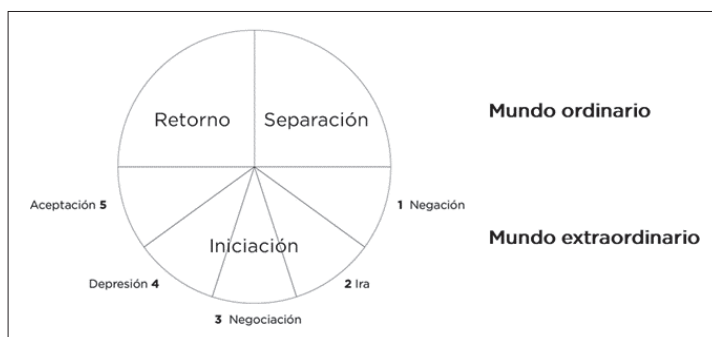 Retorno
Separación
Mundo ordinario
Aceptación 5
1 Negación
Mundo extraordinario
Iniciación
Depresión 4
2 Ira
3 Negociación